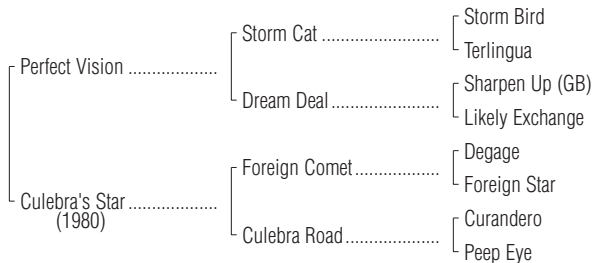 Storm Bird
Storm Cat ........................
Terlingua
Perfect Vision ..................
Sharpen Up (GB)
Dream Deal ......................
Likely Exchange
Degage
Foreign Comet .................
Foreign Star
Culebra's Star ..................
(1980)
Curandero
Culebra Road ...................
Peep Eye